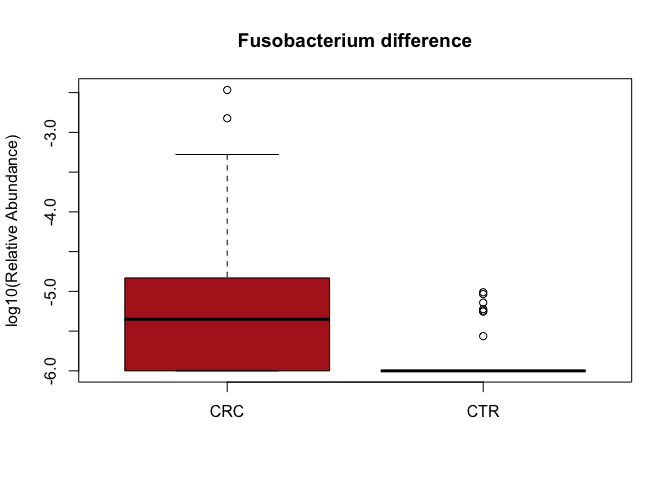 Fusobacterium difference
log10(Relative Abundance)
-3.0
-4.0
-5.0
-6.0
CRC CTR